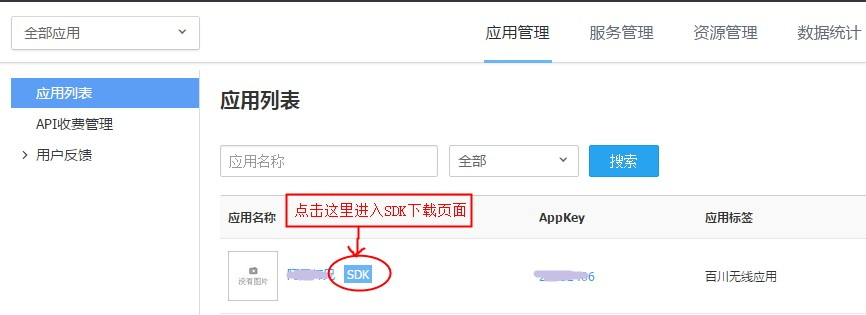 全部应用
应用管理
服务管理
资源管理
数据统计
应用列表
API收费管理
用户反馈
应用列表
应用名称
全部
搜索
点击这里进入SDK下载页面
应用名称
AppKey
应用标签
没有图片
SDK
百川无线应用